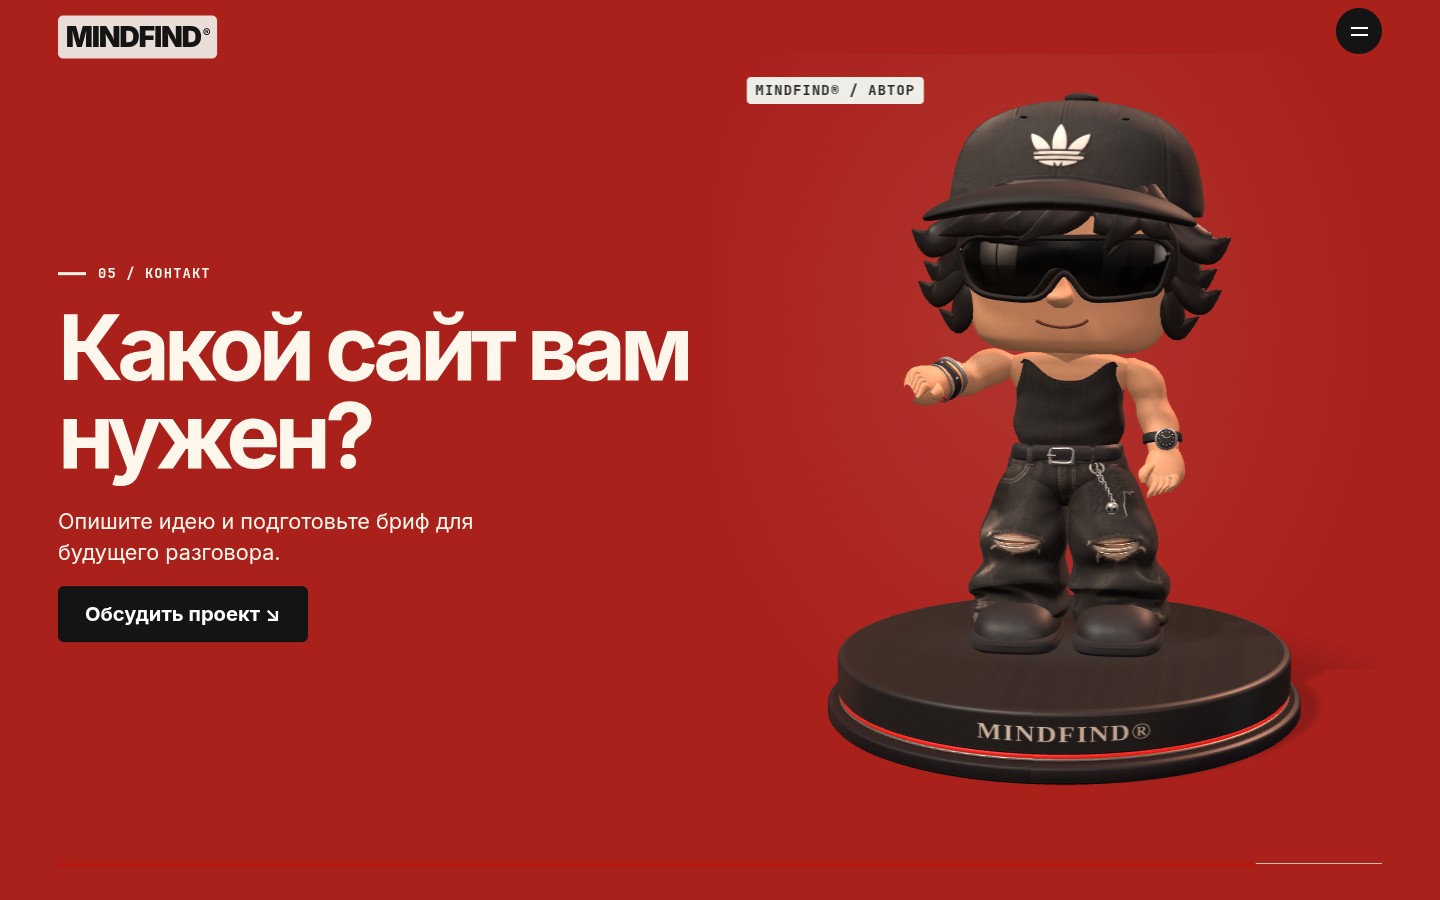 MINDFIND®
MINDFIND® / АВТОР
05 / КОНТАКТ
Какой сайт вам
нужен?
Опишите идею и подготовьте бриф для
будущего разговора.
Обсудить проект ↘
MINDFIND®